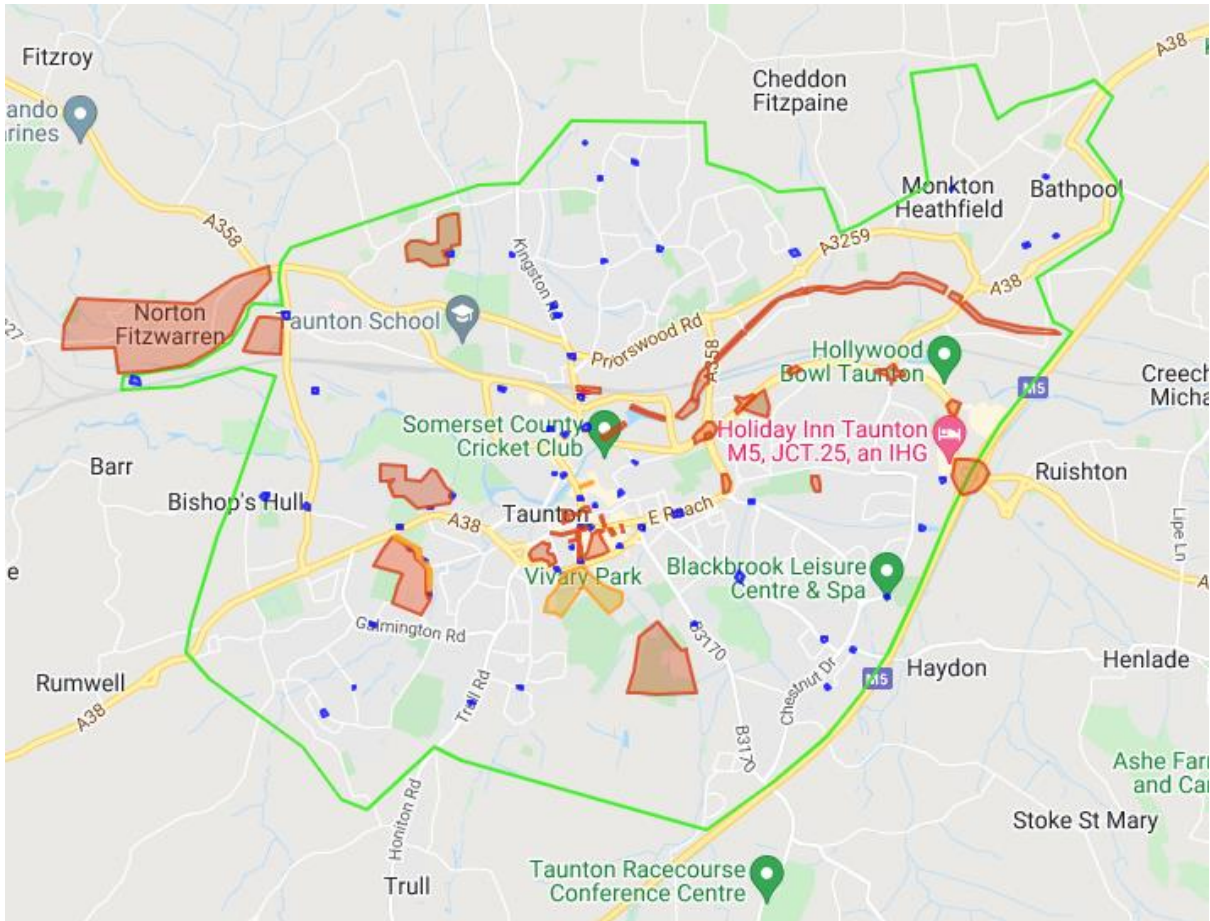 Fitzroy
A38
Cheddon
Fitzpaine
ando
arines
Monkton
Heathfield
Bathpool
A358
Kingston
A3259
A38
Norton
Fitzwarren
27
Taunton School
Priorswood Rd
A358
Hollywood
Bowl Taunton
M5
Creech
Micha
Somerset County
Cricket Club
Holiday Inn Taunton
M5, JCT.25, an IHG
Barr
Ruishton
Bishop's Hull
A38
Taunton
E Reach
Lipe Ln
e
Vivary Park
Blackbrook Leisure
Centre & Spa
A
Galmington Rd
B3170
Haydon
Henlade
Rumwell
A38
Trull Rd
Chestnut Dr
M5
B3170
Ashe Farm
and Car
Honiton Rd
Stoke St Mary
Trull
Taunton Racecourse
Conference Centre